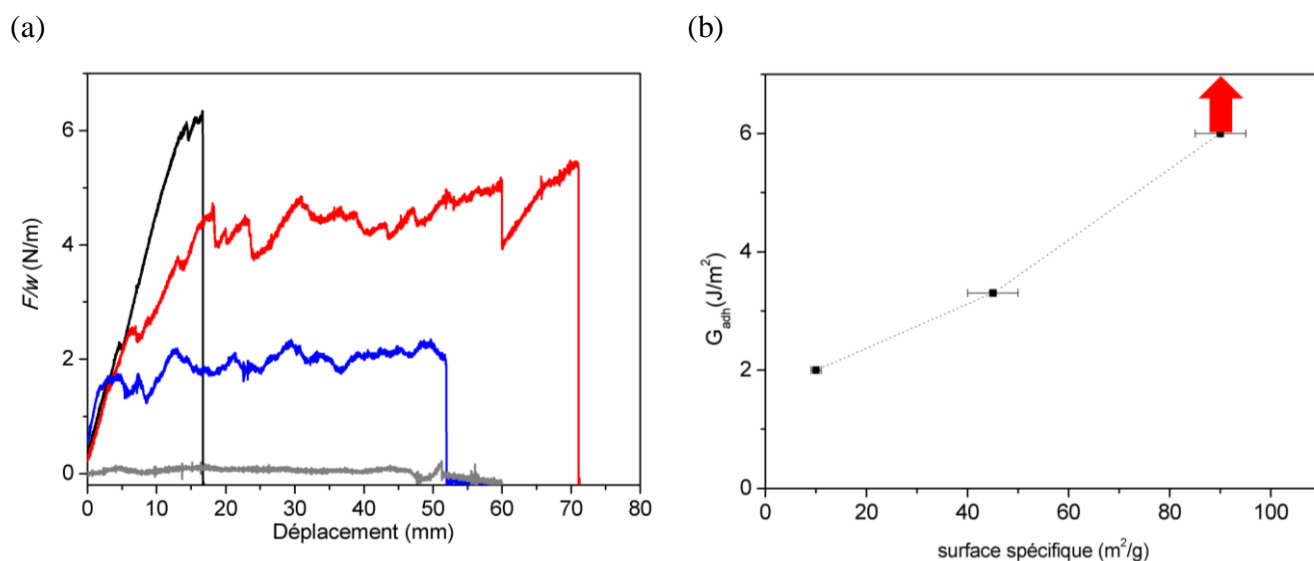 (a)
(b)
F/w (N/m)
6
4
2
0
0 10 20 30 40 50 60 70 80
Déplacement (mm)
G_adh(J/m²)
6
4
2
0
0 20 40 60 80 100
surface spécifique (m²/g)